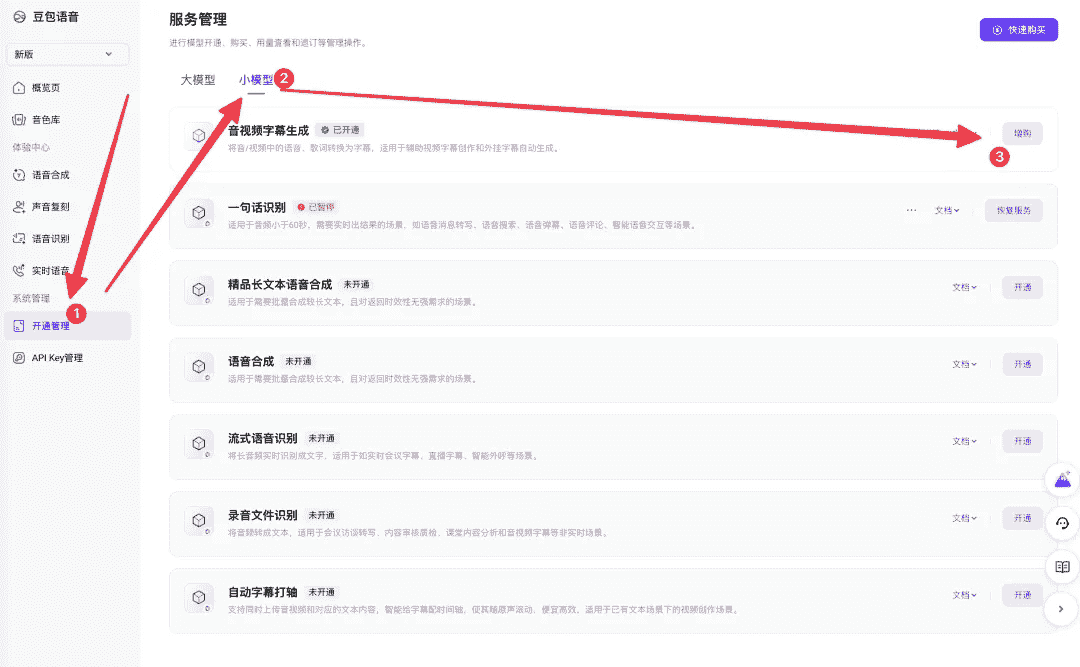 豆包语音
新版
概览页
音色库
体验中心
语音合成
声音复刻
语音识别
实时语音
系统管理
开通管理
1
API Key管理
服务管理
进行模型开通、购买、用量查看和退订等管理操作。
快速购买
大模型
小模型
2
音视频字幕生成 已开通
将音/视频中的语音、歌词转换为字幕，适用于辅助视频字幕创作和外挂字幕自动生成。
增购
3
一句话识别 已暂停
适用于音频小于60秒，需要实时出结果的场景，如语音消息转写、语音搜索、语音弹幕、语音评论、智能语音交互等场景。
... 文档 恢复服务
精品长文本语音合成 未开通
适用于需要批量合成较长文本，且对返回时效性无强需求的场景。
文档 开通
语音合成 未开通
适用于需要批量合成较长文本，且对返回时效性无强需求的场景。
文档 开通
流式语音识别 未开通
将长音频实时识别成文字，适用于如实时会议字幕，直播字幕、智能外呼等场景。
文档 开通
录音文件识别 未开通
将音频转成文本，适用于会议访谈转写、内容审核质检、课堂内容分析和音视频字幕等非实时场景。
文档 开通
自动字幕打轴 未开通
支持同时上传音视频和对应的文本内容，智能给字幕配时间轴，使其随原声滚动，便宜高效，适用于已有文本场景下的视频创作场景。
文档 开通